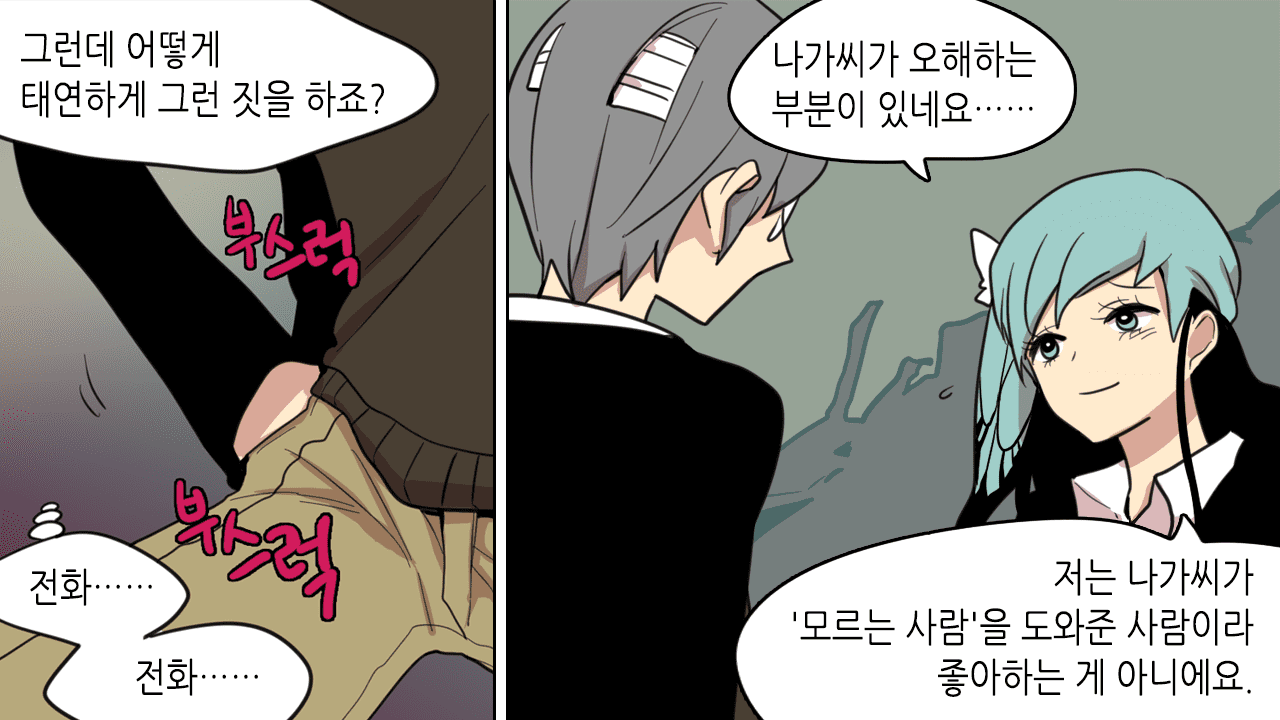 그런데 어떻게
태연하게 그런 짓을 하죠?
부스럭
부스럭
전화……
전화……
나가씨가 오해하는
부분이 있네요……
저는 나가씨가
'모르는 사람'을 도와준 사람이라
좋아하는 게 아니에요.